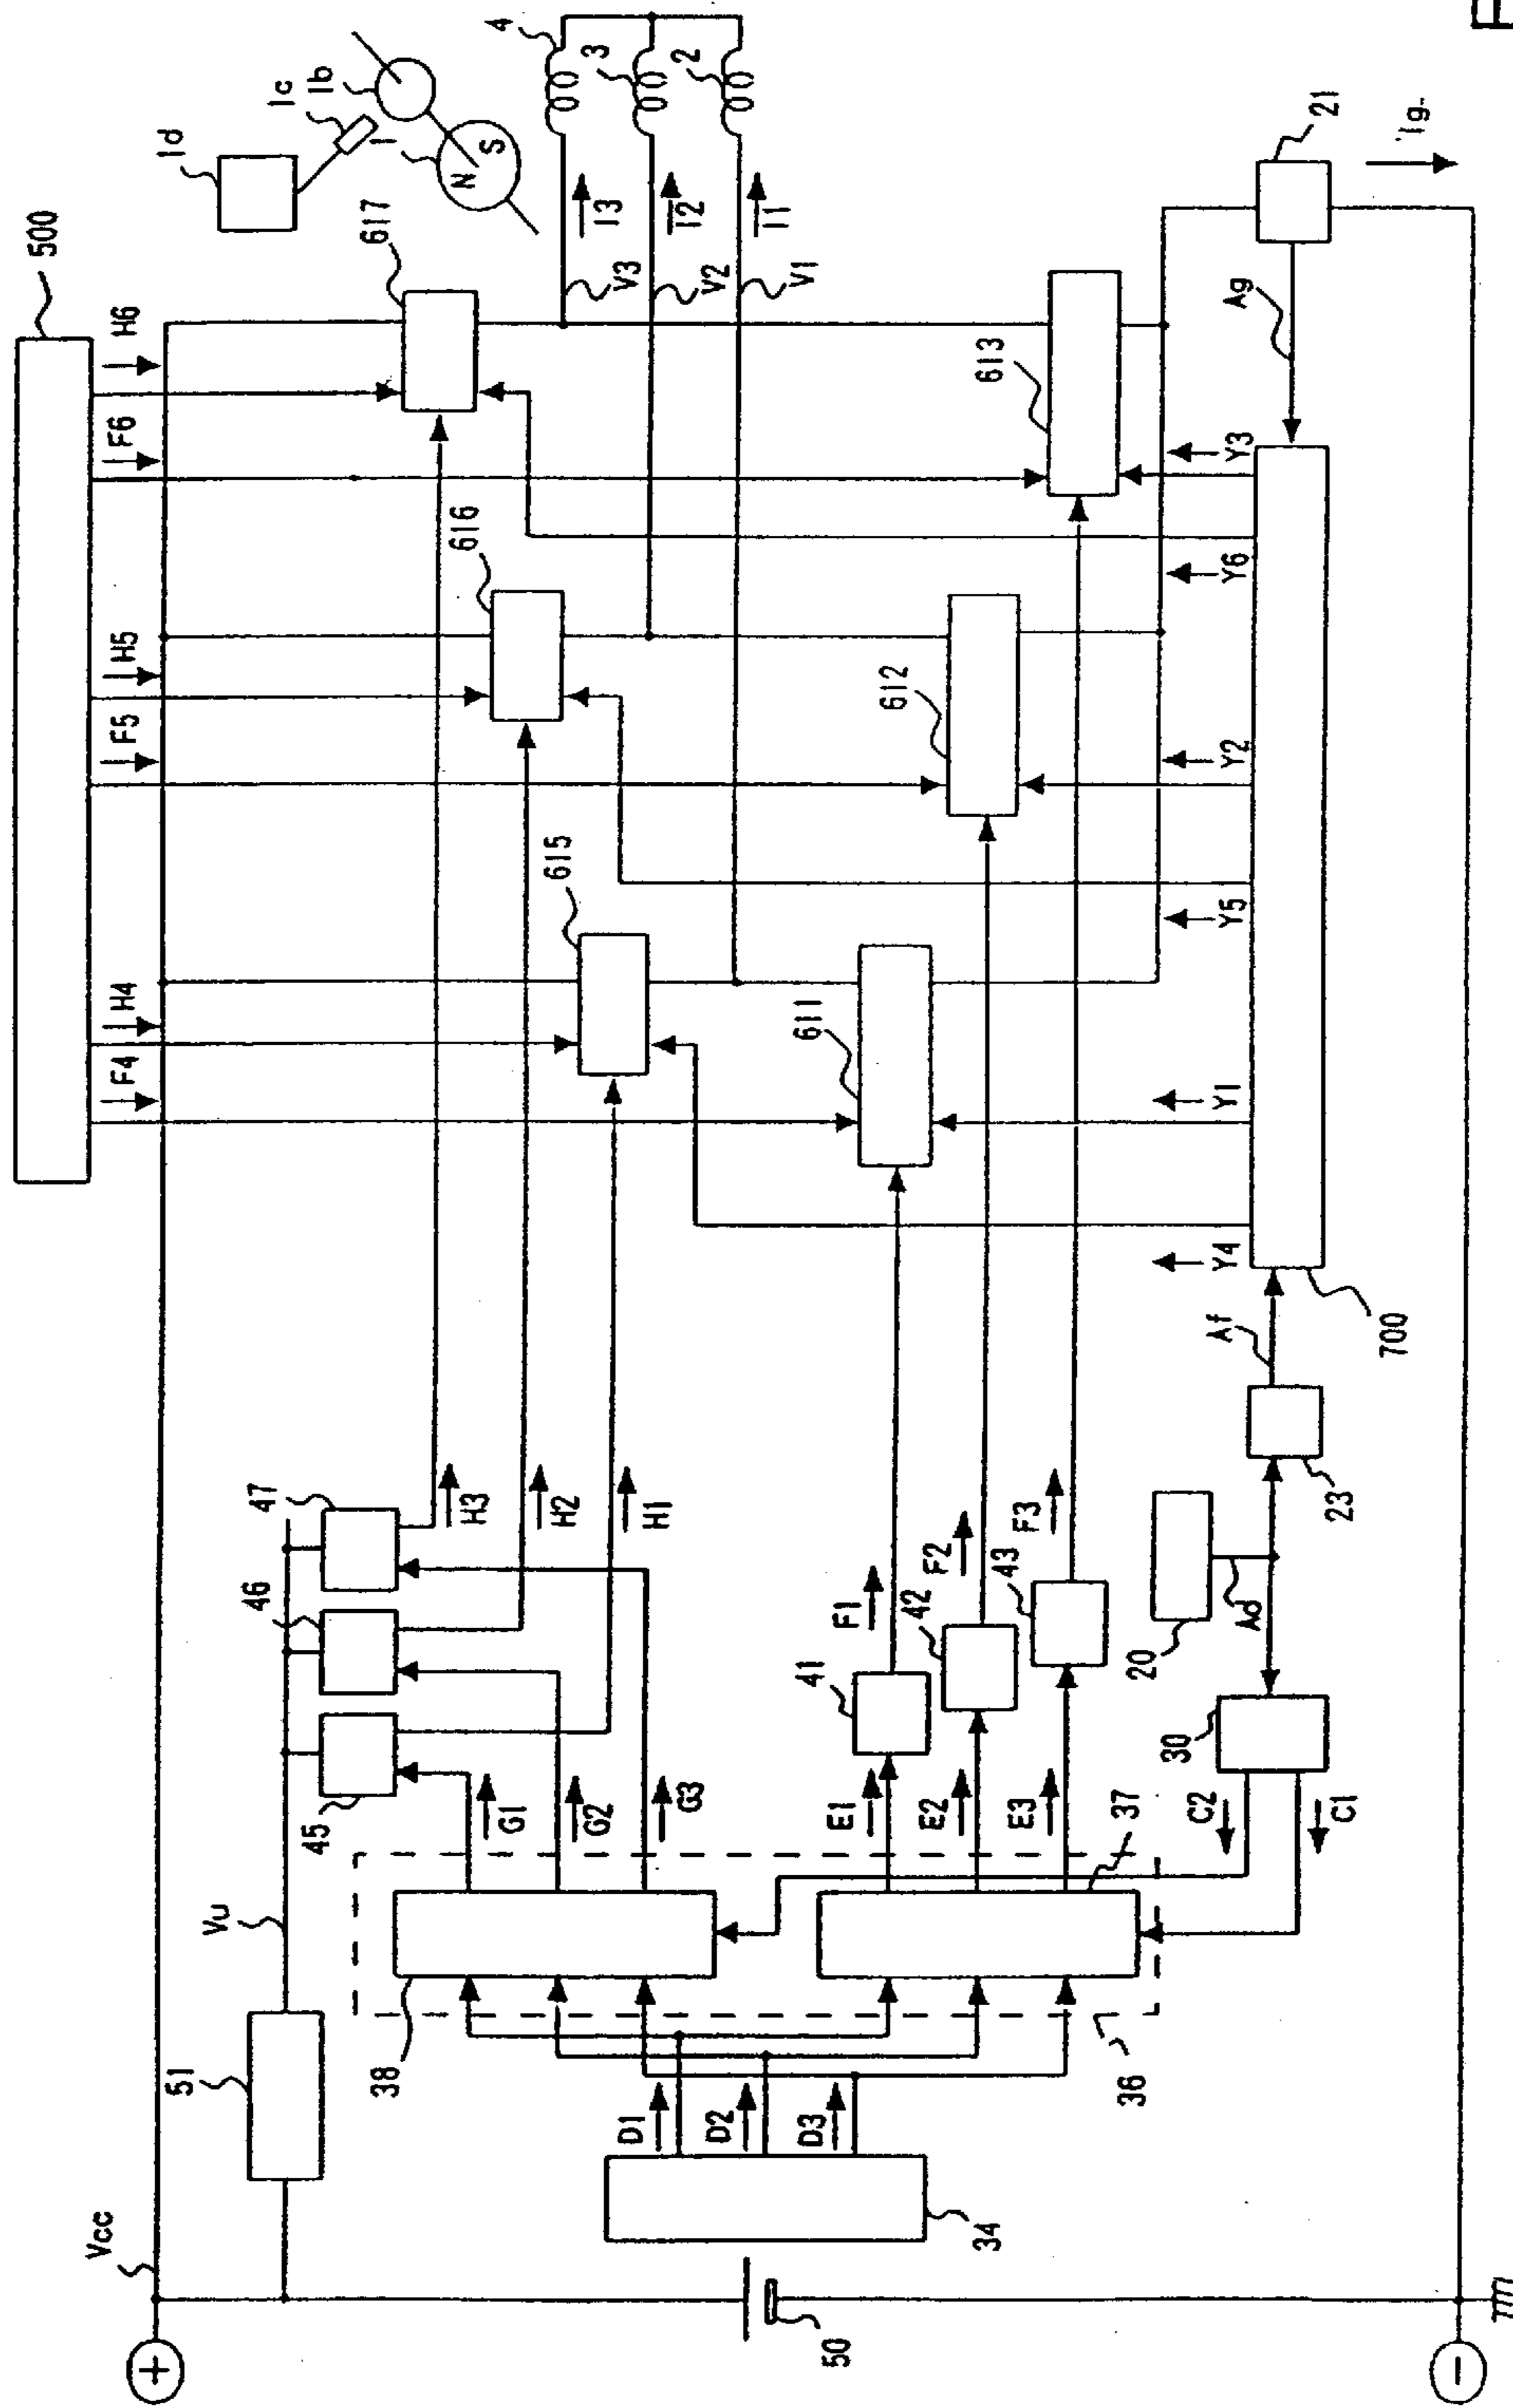 500
1d
1c
1b
1
N
S
4
3
2
I3
I2
I1
V3
V2
V1
H6
F6
H5
F5
H4
F4
617
616
615
613
612
611
21
Ig
Ag
Y3
Y6
Y2
Y5
Y1
Y4
700
Af
23
20
Ad
30
C2
C1
47
46
45
H3
H2
H1
F1
F2
F3
41
42
43
G1
G2
G3
E1
E2
E3
37
38
36
Vu
51
D1
D2
D3
34
Vcc
50
+
−